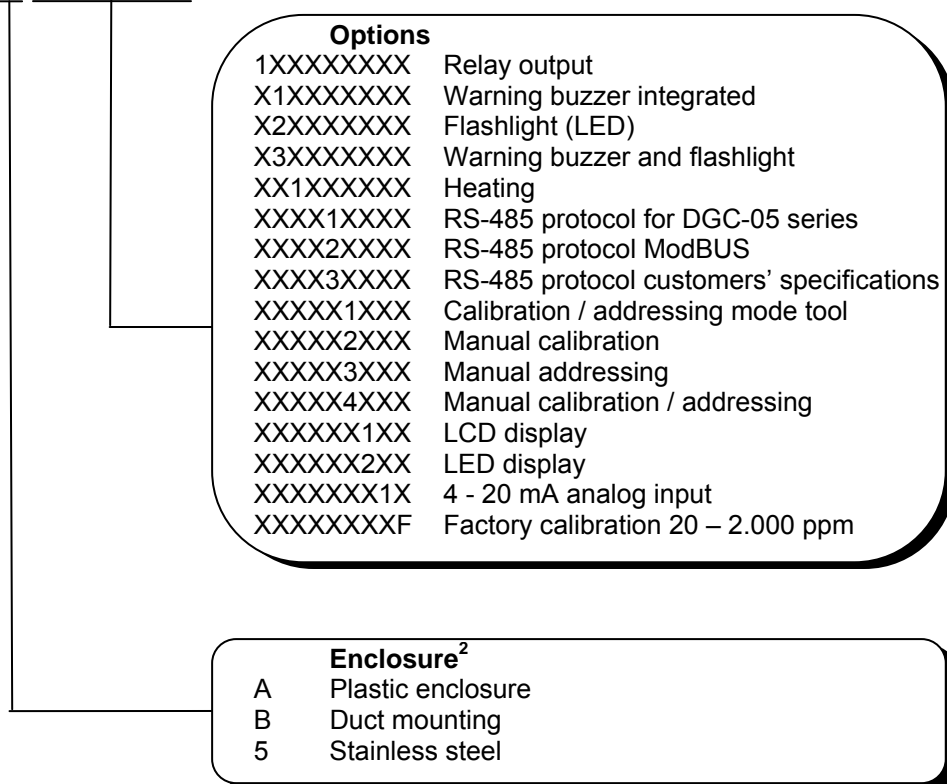 Options
1XXXXXXXX Relay output
X1XXXXXXX Warning buzzer integrated
X2XXXXXXX Flashlight (LED)
X3XXXXXXX Warning buzzer and flashlight
XX1XXXXXX Heating
XXXX1XXXX RS-485 protocol for DGC-05 series
XXXX2XXXX RS-485 protocol ModBUS
XXXX3XXXX RS-485 protocol customers’ specifications
XXXXX1XXX Calibration / addressing mode tool
XXXXX2XXX Manual calibration
XXXXX3XXX Manual addressing
XXXXX4XXX Manual calibration / addressing
XXXXXX1XX LCD display
XXXXXX2XX LED display
XXXXXXX1X 4 - 20 mA analog input
XXXXXXXXF Factory calibration 20 – 2.000 ppm
Enclosure²
A Plastic enclosure
B Duct mounting
5 Stainless steel